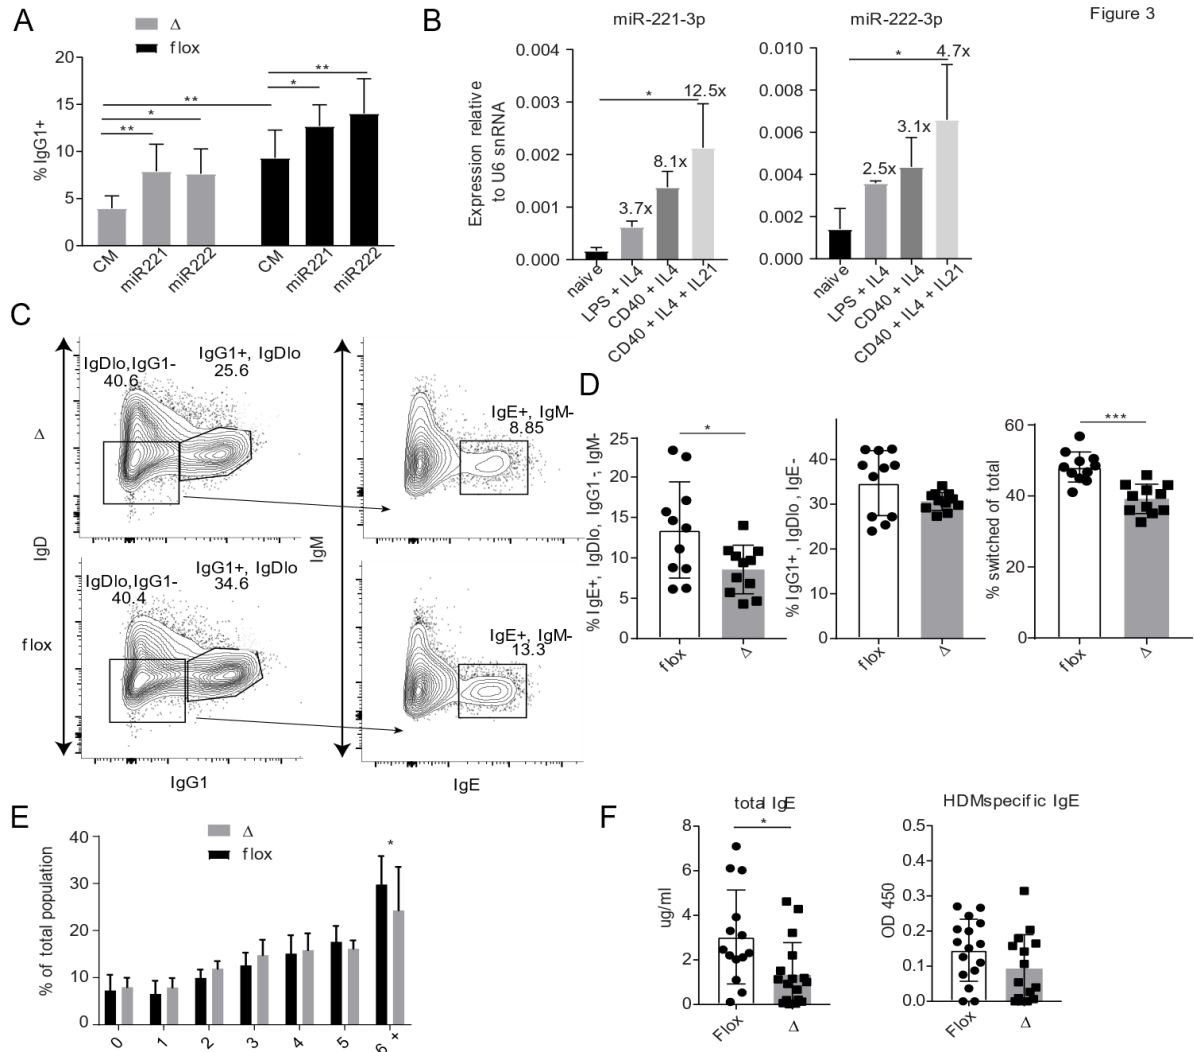 Figure 3
A
Δ
flox
% IgG1+
20
15
10
5
0
**
*
**
**
*
**
CM
miR221
miR222
CM
miR221
miR222
B
miR-221-3p
Expression relative
to U6 snRNA
0.004
0.003
0.002
0.001
0.000
*
12.5x
8.1x
3.7x
naive
LPS + IL4
CD40 + IL4
CD40 + IL4 + IL21
miR-222-3p
0.010
0.008
0.006
0.004
0.002
0.000
*
4.7x
3.1x
2.5x
naive
LPS + IL4
CD40 + IL4
CD40 + IL4 + IL21
C
Δ
IgDlo,IgG1-
40.6
IgG1+, IgDlo
25.6
IgE+, IgM-
8.85
IgD
IgM
flox
IgDlo,IgG1-
40.4
IgG1+, IgDlo
34.6
IgE+, IgM-
13.3
IgG1
IgE
D
% IgE+, IgDlo, IgG1-, IgM-
25
20
15
10
5
0
*
flox
Δ
% IgG1+, IgDlo, IgE-
40
30
20
10
0
flox
Δ
% switched of total
60
40
20
0
***
flox
Δ
E
Δ
flox
% of total population
40
30
20
10
0
*
0
1
2
3
4
5
6 +
F
total IgE
ug/ml
8
6
4
2
0
*
Flox
Δ
HDMspecific IgE
OD 450
0.5
0.4
0.3
0.2
0.1
0.0
Flox
Δ